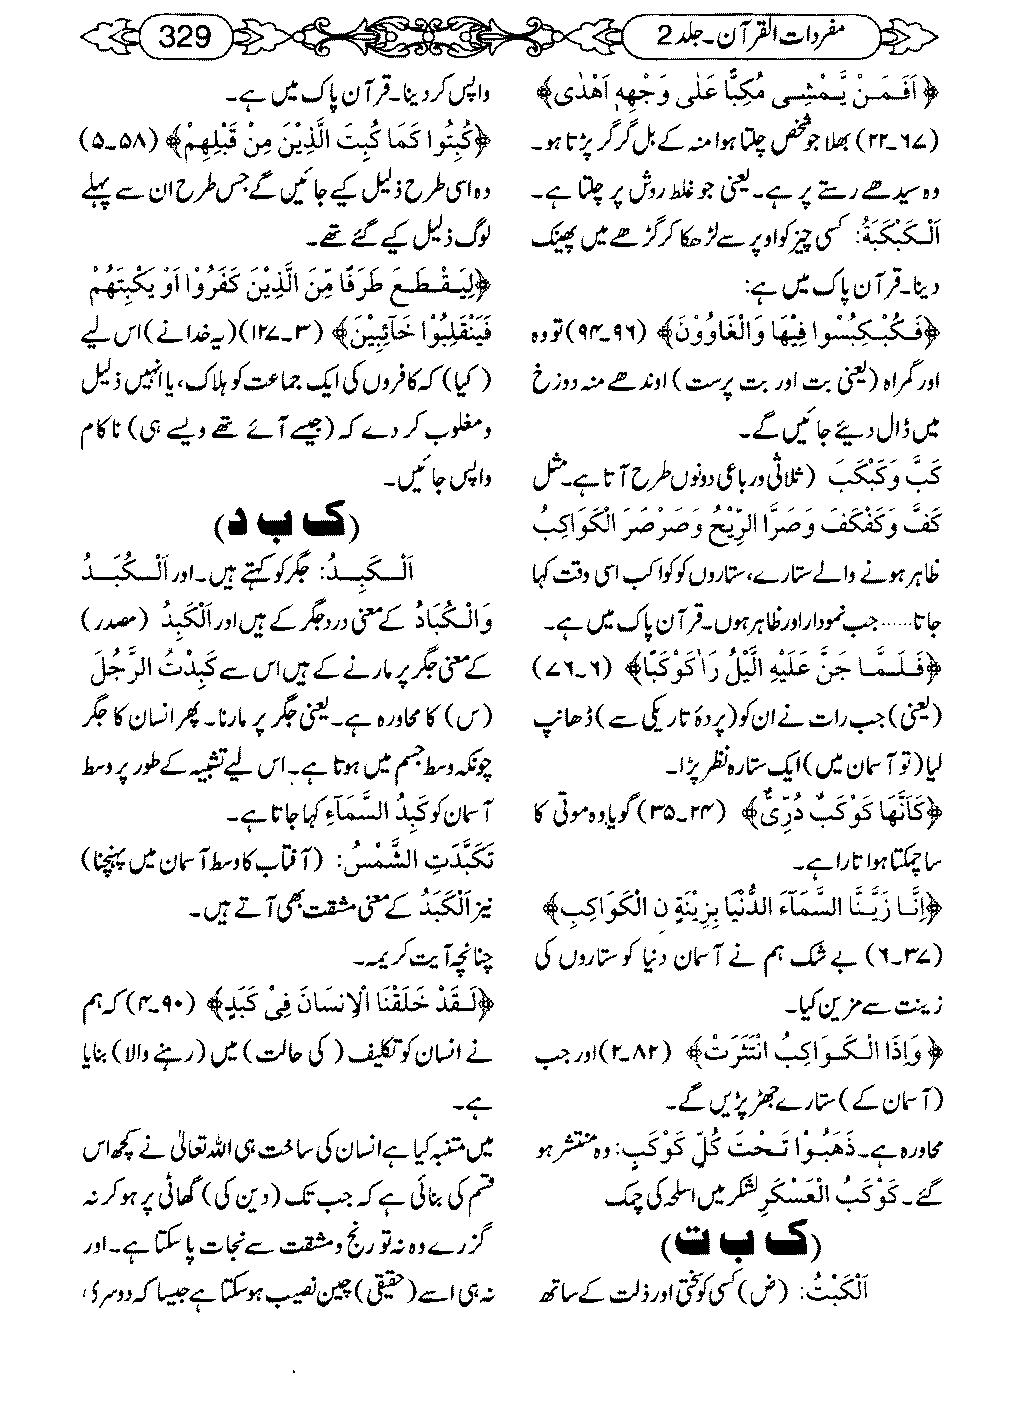 مفردات القرآن۔جلد 2
329
﴿اَفَمَنْ يَّمْشِى مُكِبًّا عَلٰى وَجْهِهٖ اَهْدٰى﴾
(۶۷۔۲۲) بھلا جو شخص چلتا ہوا منہ کے بل گر گر پڑتا ہو۔
وہ سیدھے رستے پر ہے۔ یعنی جو غلط روش پر چلتا ہے۔
اَلْكَبْكَبَةُ: کسی چیز کو اوپر سے لڑھکا کر گڑھے میں پھینک
دینا۔ قرآن پاک میں ہے:
﴿فَكُبْكِبُوا فِيْهَا وَالْغَاوٗوْنَ﴾ (۹۶۔۹۴) تو وہ
اور گمراہ (یعنی بت اور بت پرست) اوندھے منہ دوزخ
میں ڈال دیئے جائیں گے۔
كَبَّ وَكَبْكَبَ (ثلاثی ورباعی دونوں طرح آتا ہے۔ مثل
كَفَّ وَكَفْكَفَ وَصَرَّا الرِّيْحُ وَصَرْصَرَ الْكَوَاكِبُ
ظاہر ہونے والے ستارے، ستاروں کو کواکب اسی وقت کہا
جاتا...... جب نمودار اور ظاہر ہوں۔ قرآن پاک میں ہے۔
﴿فَلَمَّا جَنَّ عَلَيْهِ الَّيْلُ رَاٰ كَوْكَبًا﴾ (۶۔۷۶)
(یعنی) جب رات نے ان کو (پردۂ تاریکی سے) ڈھانپ
لیا (تو آسمان میں) ایک ستارہ نظر پڑا۔
﴿كَاَنَّهَا كَوْكَبٌ دُرِّىٌّ﴾ (۲۴۔۳۵) گویا وہ موتی کا
سا چمکتا ہوا تارا ہے۔
﴿اِنَّا زَيَّنَّا السَّمَآءَ الدُّنْيَا بِزِيْنَةِ نِ الْكَوَاكِبِ﴾
(۳۷۔۶) بے شک ہم نے آسمان دنیا کو ستاروں کی
زینت سے مزین کیا۔
﴿وَاِذَا الْكَوَاكِبُ انْتَثَرَتْ﴾ (۸۲۔۲) اور جب
(آسمان کے) ستارے جھڑ پڑیں گے۔
محاورہ ہے۔ ذَهَبُوْا تَحْتَ كُلِّ كَوْكَبٍ: وہ منتشر ہو
گئے۔ كَوْكَبُ الْعَسْكَرِ لشکر میں اسلحہ کی چمک
(ک ب ت)
اَلْكَبْتُ: (ض) کسی کو سختی اور ذلت کے ساتھ
واپس کر دینا۔ قرآن پاک میں ہے۔
﴿كُبِتُوا كَمَا كُبِتَ الَّذِيْنَ مِنْ قَبْلِهِمْ﴾ (۵۸۔۵)
وہ اسی طرح ذلیل کیے جائیں گے جس طرح ان سے پہلے
لوگ ذلیل کیے گئے تھے۔
﴿لِيَقْطَعَ طَرَفًا مِّنَ الَّذِيْنَ كَفَرُوْا اَوْ يَكْبِتَهُمْ
فَيَنْقَلِبُوْا خَآئِبِيْنَ﴾ (۳۔۱۲۷) (یہ خدا نے) اس لیے
(کیا) کہ کافروں کی ایک جماعت کو ہلاک، یا انہیں ذلیل
ومغلوب کر دے کہ (جیسے آئے تھے ویسے ہی) ناکام
واپس جائیں۔
(ک ب د)
اَلْكَبِدُ: جگر کو کہتے ہیں۔ اور اَلْكُبَدُ
وَالْكُبَادُ کے معنی درد جگر کے ہیں اور اَلْكَبِدُ (مصدر)
کے معنی جگر پر مارنے کے ہیں اس سے كَبِدْتُ الرَّجُلَ
(س) کا محاورہ ہے۔ یعنی جگر پر مارنا۔ پھر انسان کا جگر
چونکہ وسط جسم میں ہوتا ہے۔ اس لیے تشبیہ کے طور پر وسط
آسمان کو كَبِدُ السَّمَآءِ کہا جاتا ہے۔
تَكَبَّدَتِ الشَّمْسُ: (آفتاب کا وسط آسمان میں پہنچنا)
نیز اَلْكَبَدُ کے معنی مشقت بھی آتے ہیں۔
چنانچہ آیت کریمہ۔
﴿لَقَدْ خَلَقْنَا الْاِنْسَانَ فِىْ كَبَدٍ﴾ (۹۰۔۴) کہ ہم
نے انسان کو تکلیف (کی حالت) میں (رہنے والا) بنایا
ہے۔
میں متنبہ کیا ہے انسان کی ساخت ہی اللہ تعالیٰ نے کچھ اس
قسم کی بنائی ہے کہ جب تک (دین کی) گھاٹی پر ہو کر نہ
گزرے وہ نہ تو رنج و مشقت سے نجات پا سکتا ہے۔ اور
نہ ہی اسے (حقیقی) چین نصیب ہو سکتا ہے جیسا کہ دوسری